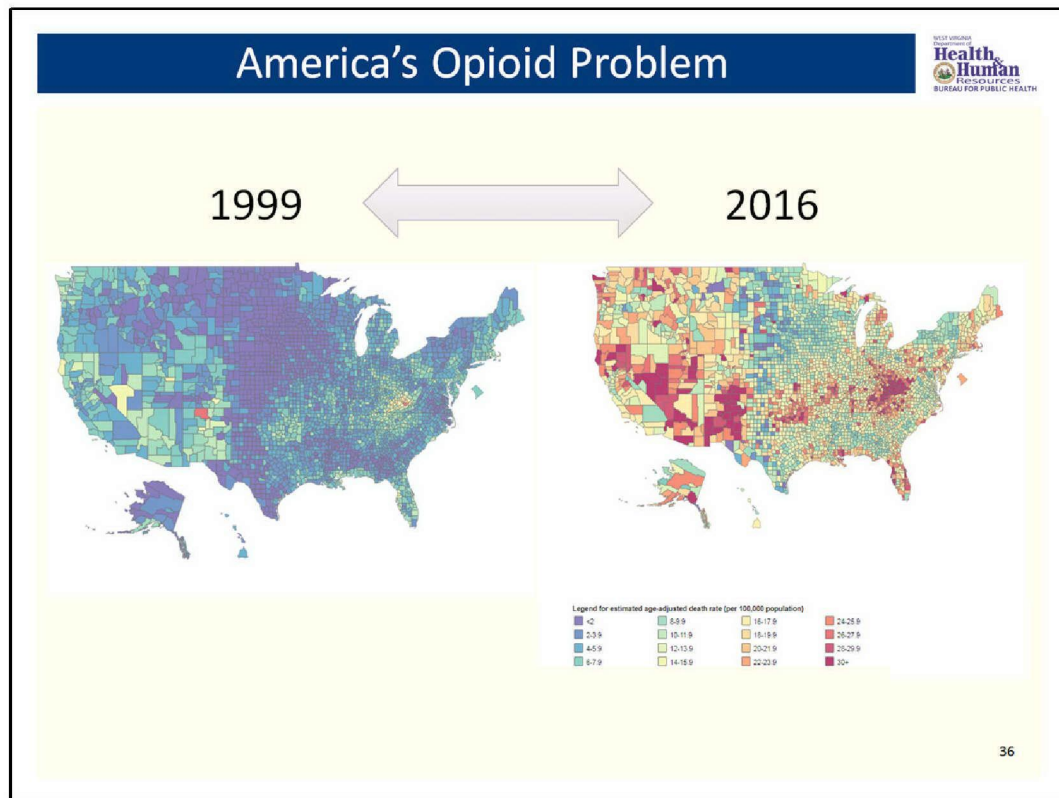 America's Opioid Problem
WEST VIRGINIA
Department of
Health &
Human
Resources
BUREAU FOR PUBLIC HEALTH
1999
2016
Legend for estimated age-adjusted death rate (per 100,000 population)
<2 8-9.9 16-17.9 24-25.9
2-3.9 10-11.9 18-19.9 26-27.9
4-5.9 12-13.9 20-21.9 28-29.9
6-7.9 14-15.9 22-23.9 30+
36